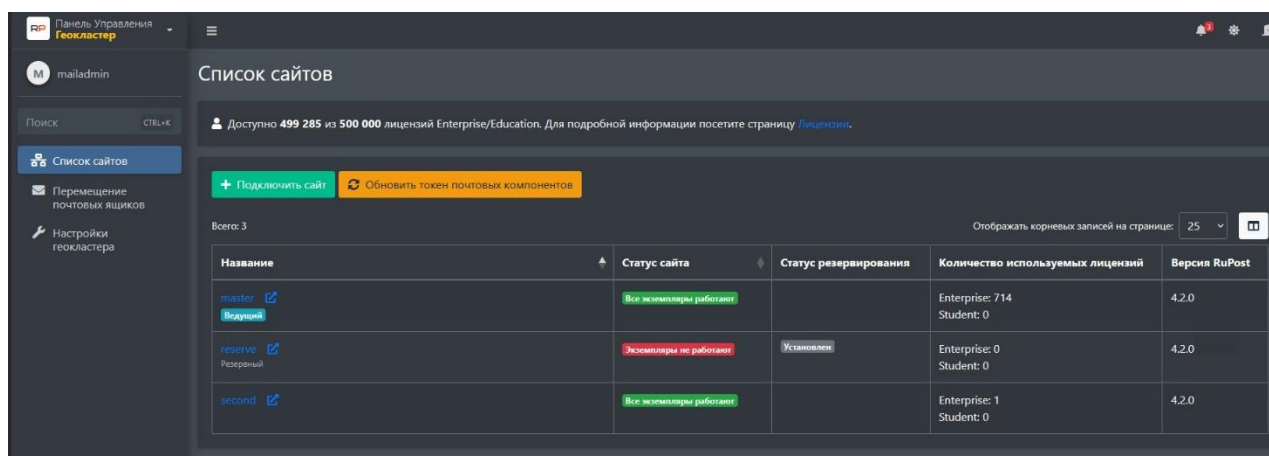 RP Панель Управления
Геокластер
3
M mailadmin
Список сайтов
Поиск CTRL+K
Доступно 499 285 из 500 000 лицензий Enterprise/Education. Для подробной информации посетите страницу Лицензии.
Список сайтов
Перемещение
почтовых ящиков
Настройки
геокластера
+ Подключить сайт Обновить токен почтовых компонентов
Всего: 3 Отображать корневых записей на странице: 25
Название Статус сайта Статус резервирования Количество используемых лицензий Версия RuPost
master Все экземпляры работают Enterprise: 714 4.2.0
Ведущий Student: 0
reserve Экземпляры не работают Установлен Enterprise: 0 4.2.0
Резервный Student: 0
second Все экземпляры работают Enterprise: 1 4.2.0
Student: 0